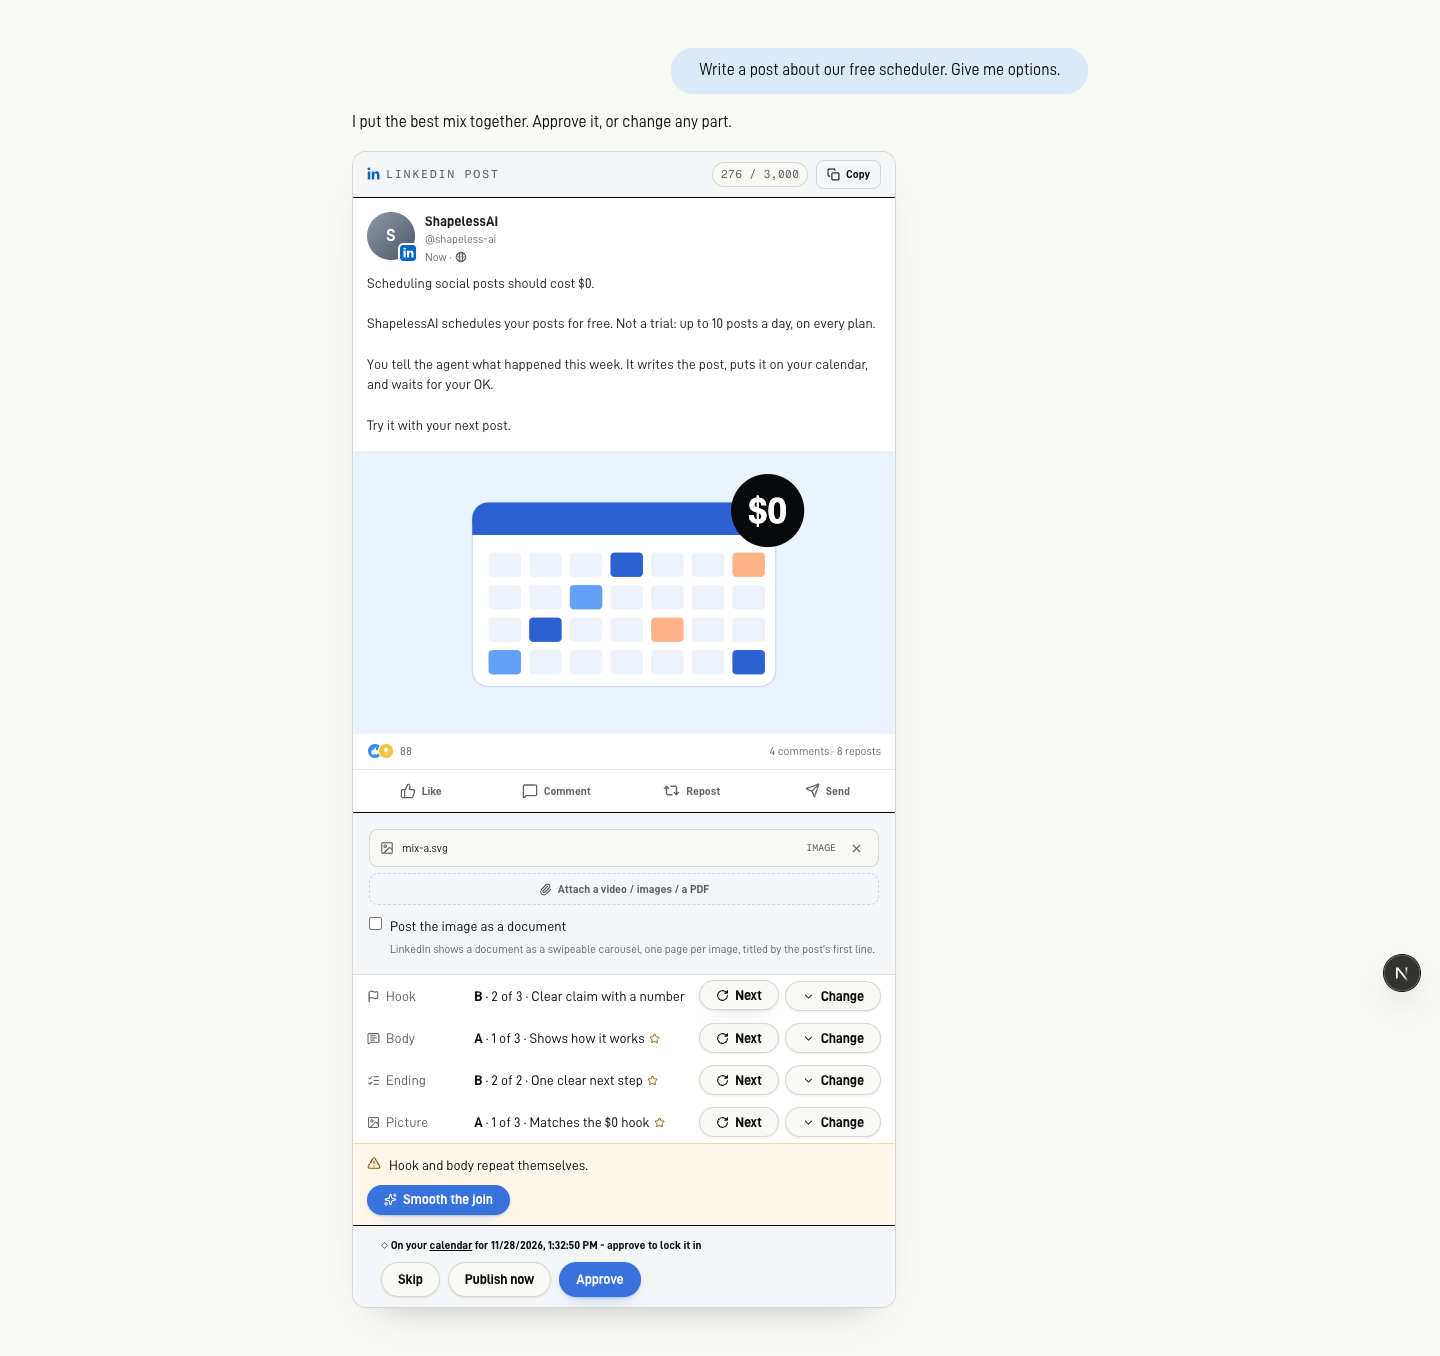 Write a post about our free scheduler. Give me options.
I put the best mix together. Approve it, or change any part.
in LINKEDIN POST 276 / 3,000 Copy
S in ShapelessAI
@shapeless-ai
Now ·
Scheduling social posts should cost $0.
ShapelessAI schedules your posts for free. Not a trial: up to 10 posts a day, on every plan.
You tell the agent what happened this week. It writes the post, puts it on your calendar,
and waits for your OK.
Try it with your next post.
$0
88 4 comments · 8 reposts
Like Comment Repost Send
mix-a.svg IMAGE
Attach a video / images / a PDF
Post the image as a document
LinkedIn shows a document as a swipeable carousel, one page per image, titled by the post's first line.
Hook B · 2 of 3 · Clear claim with a number Next Change
Body A · 1 of 3 · Shows how it works Next Change
Ending B · 2 of 2 · One clear next step Next Change
Picture A · 1 of 3 · Matches the $0 hook Next Change
Hook and body repeat themselves.
Smooth the join
On your calendar for 11/28/2026, 1:32:50 PM - approve to lock it in
Skip Publish now Approve
N